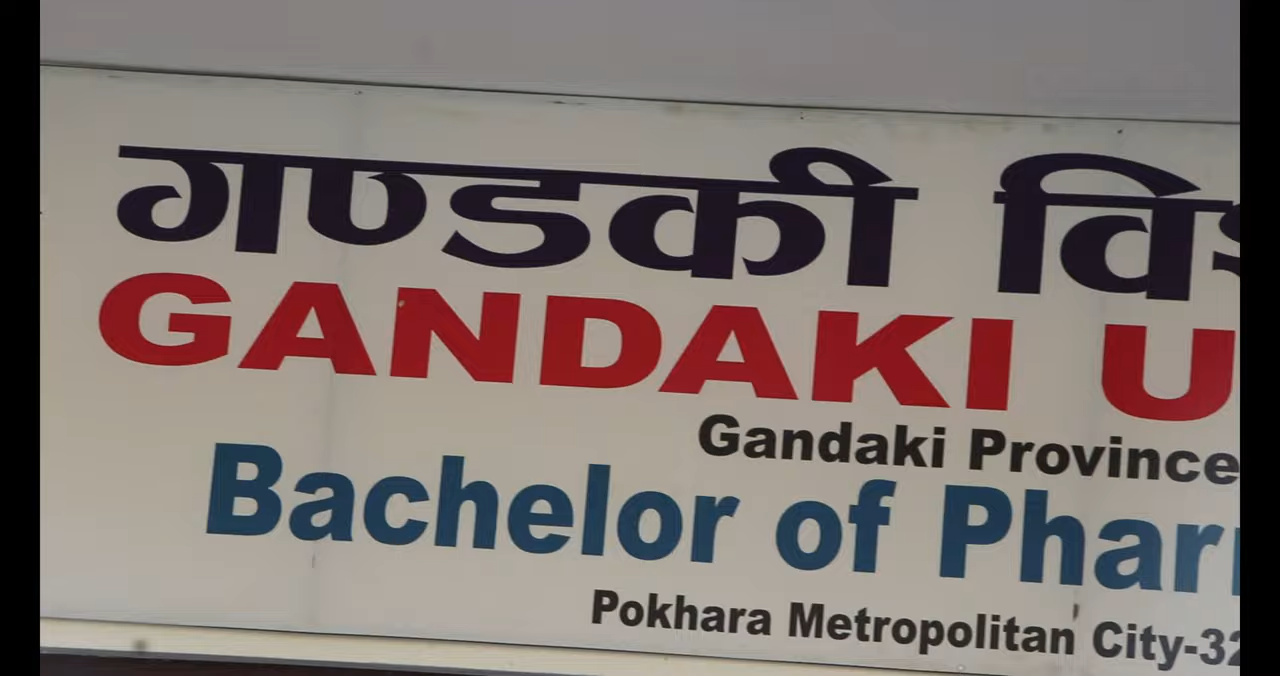 गण्डकी वि
GANDAKI U
Gandaki Province
Bachelor of Phar
Pokhara Metropolitan City-32